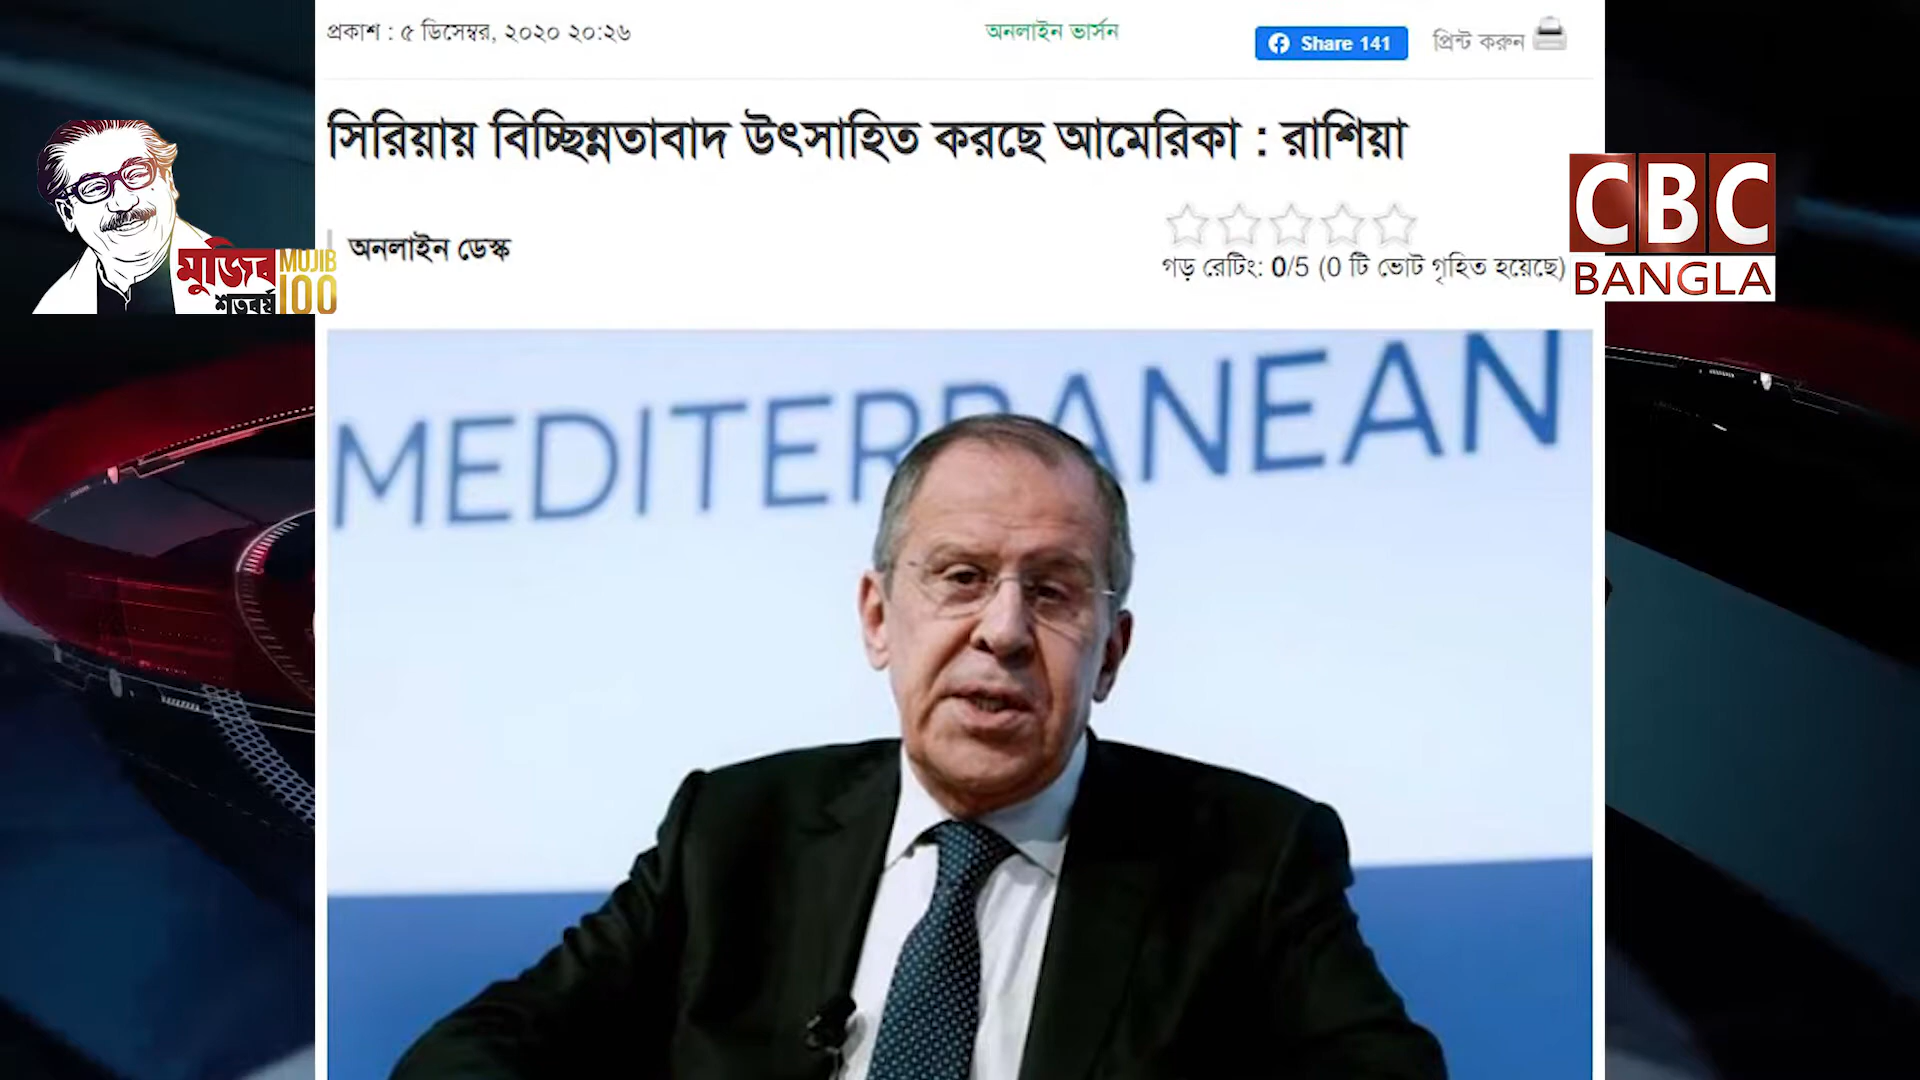 প্রকাশ : ৫ ডিসেম্বর, ২০২০ ২০:২৬
অনলাইন ভার্সন
Share 141
প্রিন্ট করুন
সিরিয়ায় বিচ্ছিন্নতাবাদ উৎসাহিত করছে আমেরিকা : রাশিয়া
অনলাইন ডেস্ক
গড় রেটিং: 0/5 (0 টি ভোট গৃহিত হয়েছে)
মুজিব
শতবর্ষ
MUJIB
100
CBC
BANGLA
MEDITERRANEAN